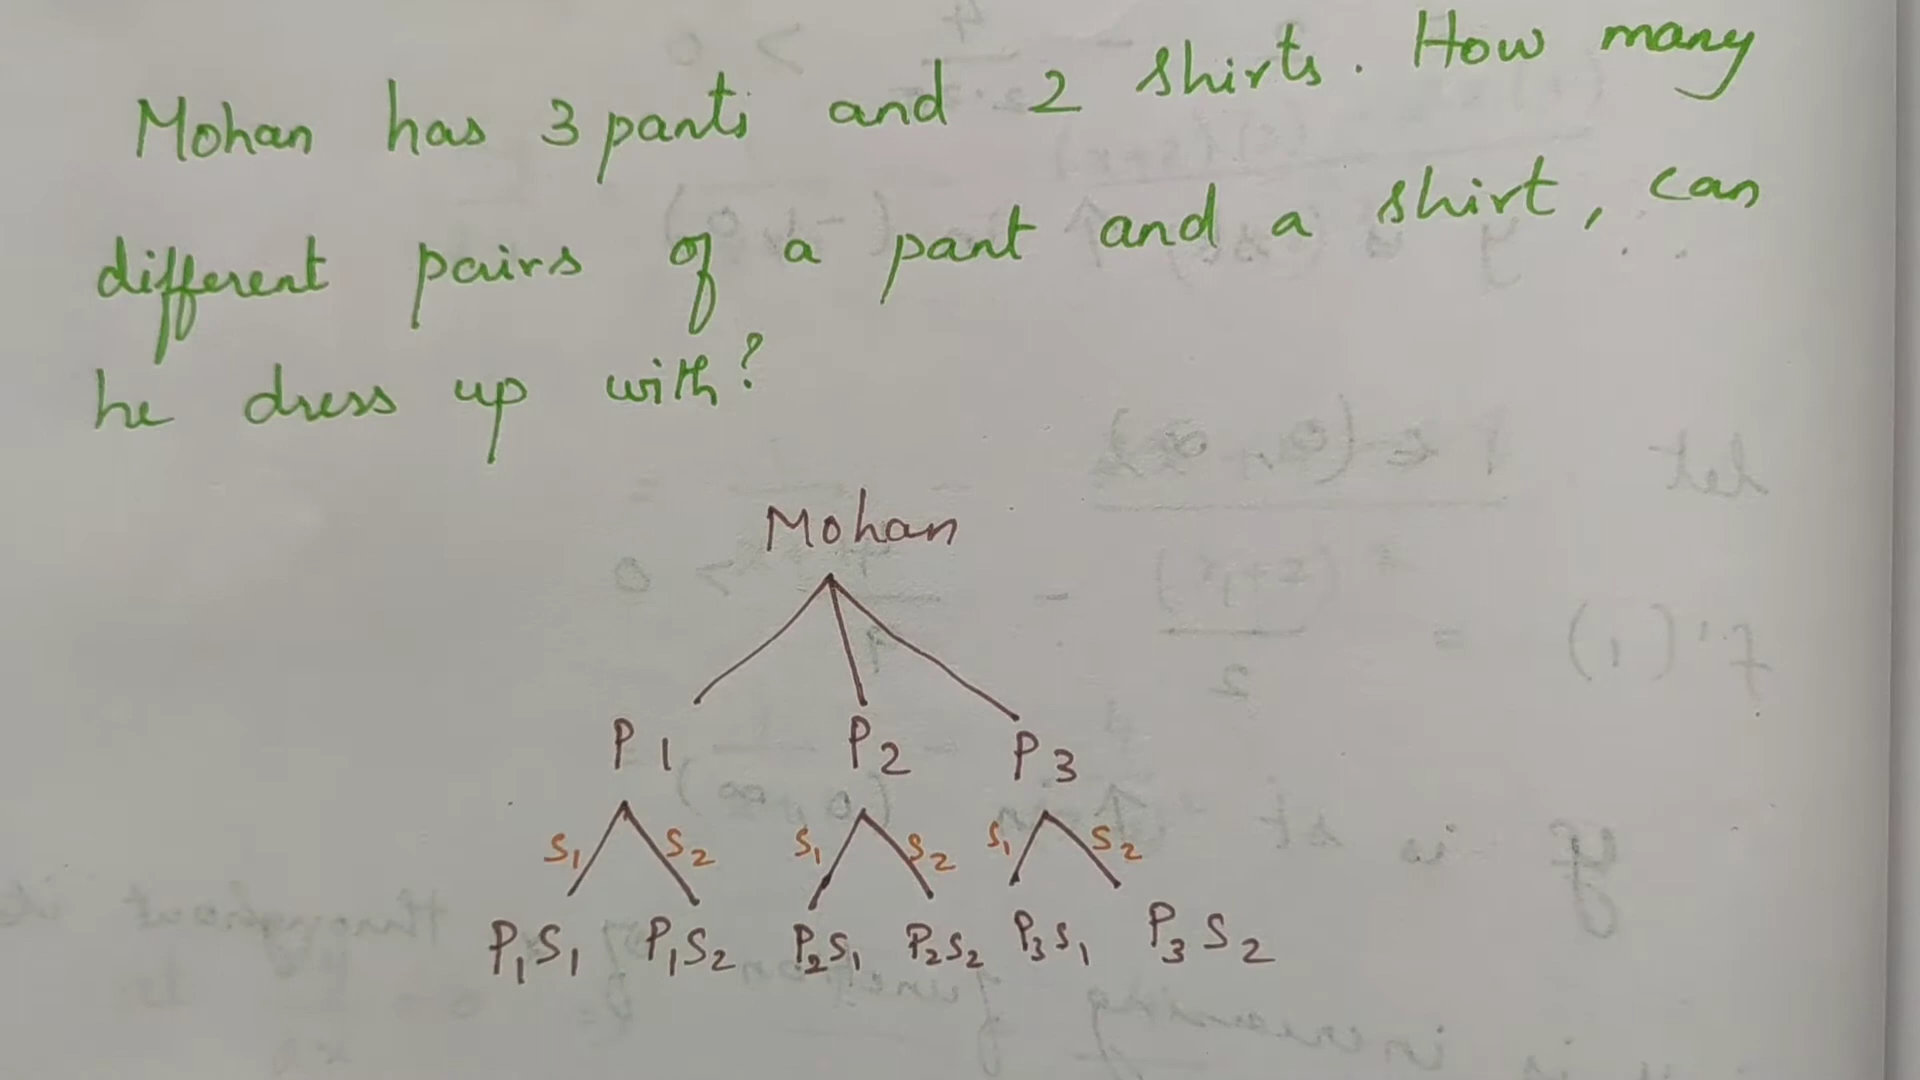 Mohan has 3 pants and 2 shirts. How many
different pairs of a pant and a shirt, can
he dress up with?
Mohan
P1 P2 P3
S1 S2 S1 S2 S1 S2
P1S1 P1S2 P2S1 P2S2 P3S1 P3S2